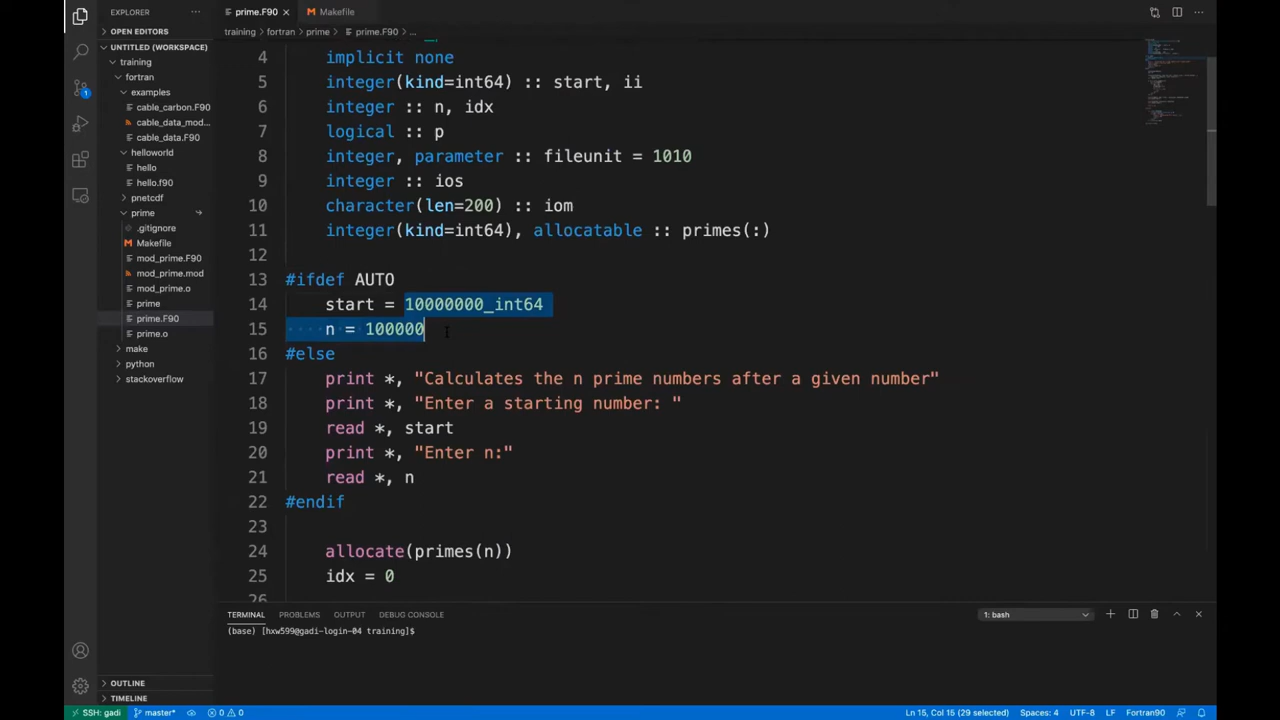 EXPLORER
···
prime.F90 ×
Makefile
···
OPEN EDITORS
training > fortran > prime > prime.F90 > ...
UNTITLED (WORKSPACE)
training
fortran
examples
cable_carbon.F90
cable_data_mod...
cable_data.F90
helloworld
hello
hello.f90
pnetcdf
prime
.gitignore
Makefile
mod_prime.F90
mod_prime.mod
mod_prime.o
prime
prime.F90
prime.o
make
python
stackoverflow
OUTLINE
TIMELINE
1
4 implicit none
5 integer(kind=int64) :: start, ii
6 integer :: n, idx
7 logical :: p
8 integer, parameter :: fileunit = 1010
9 integer :: ios
10 character(len=200) :: iom
11 integer(kind=int64), allocatable :: primes(:)
12
13 #ifdef AUTO
14 start = 10000000_int64
15 ····n·=·100000
16 #else
17 print *, "Calculates the n prime numbers after a given number"
18 print *, "Enter a starting number: "
19 read *, start
20 print *, "Enter n:"
21 read *, n
22 #endif
23
24 allocate(primes(n))
25 idx = 0
26
TERMINAL PROBLEMS OUTPUT DEBUG CONSOLE
1: bash
(base) [hxw599@gadi-login-04 training]$
SSH: gadi master* 0 0 Ln 15, Col 15 (29 selected) Spaces: 4 UTF-8 LF Fortran90